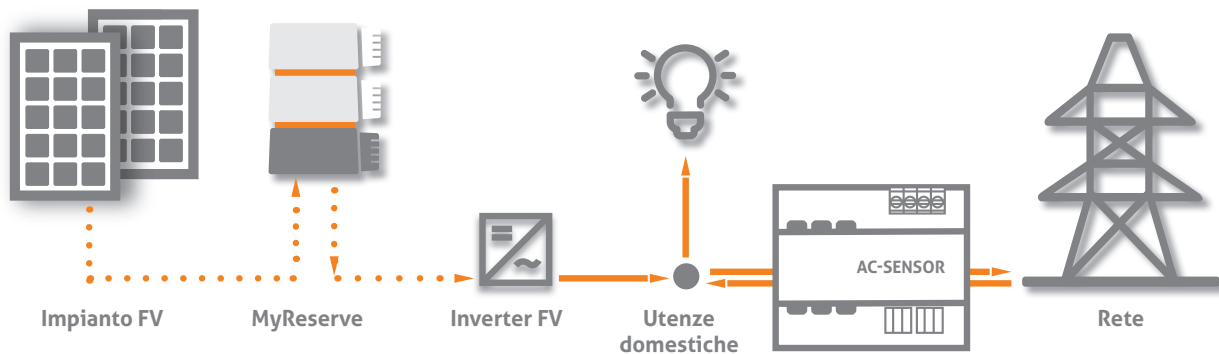 AC-SENSOR
Impianto FV
MyReserve
Inverter FV
Utenze
domestiche
Rete